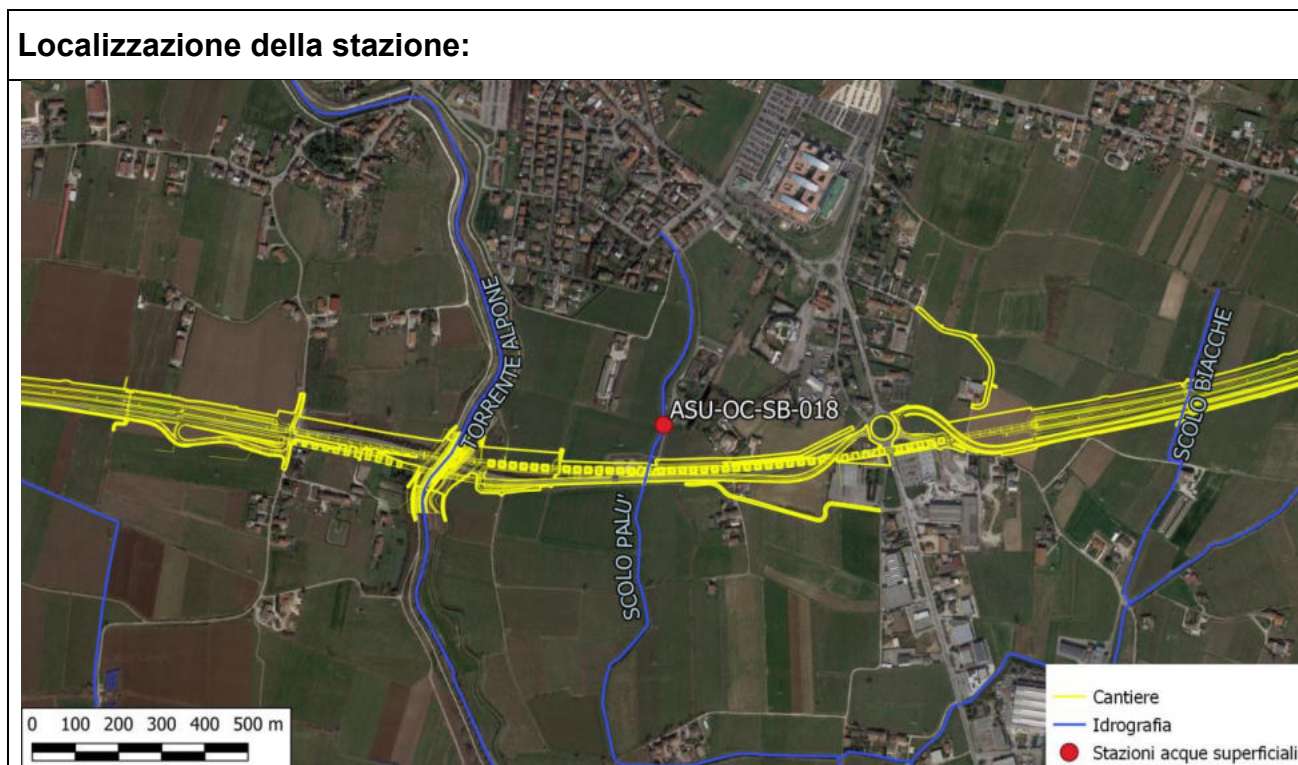 Localizzazione della stazione:
TORRENTE ALPONE
ASU-OC-SB-018
SCOLO PALU'
SCOLO BIACCHE
0 100 200 300 400 500 m
Cantiere
Idrografia
Stazioni acque superficiali